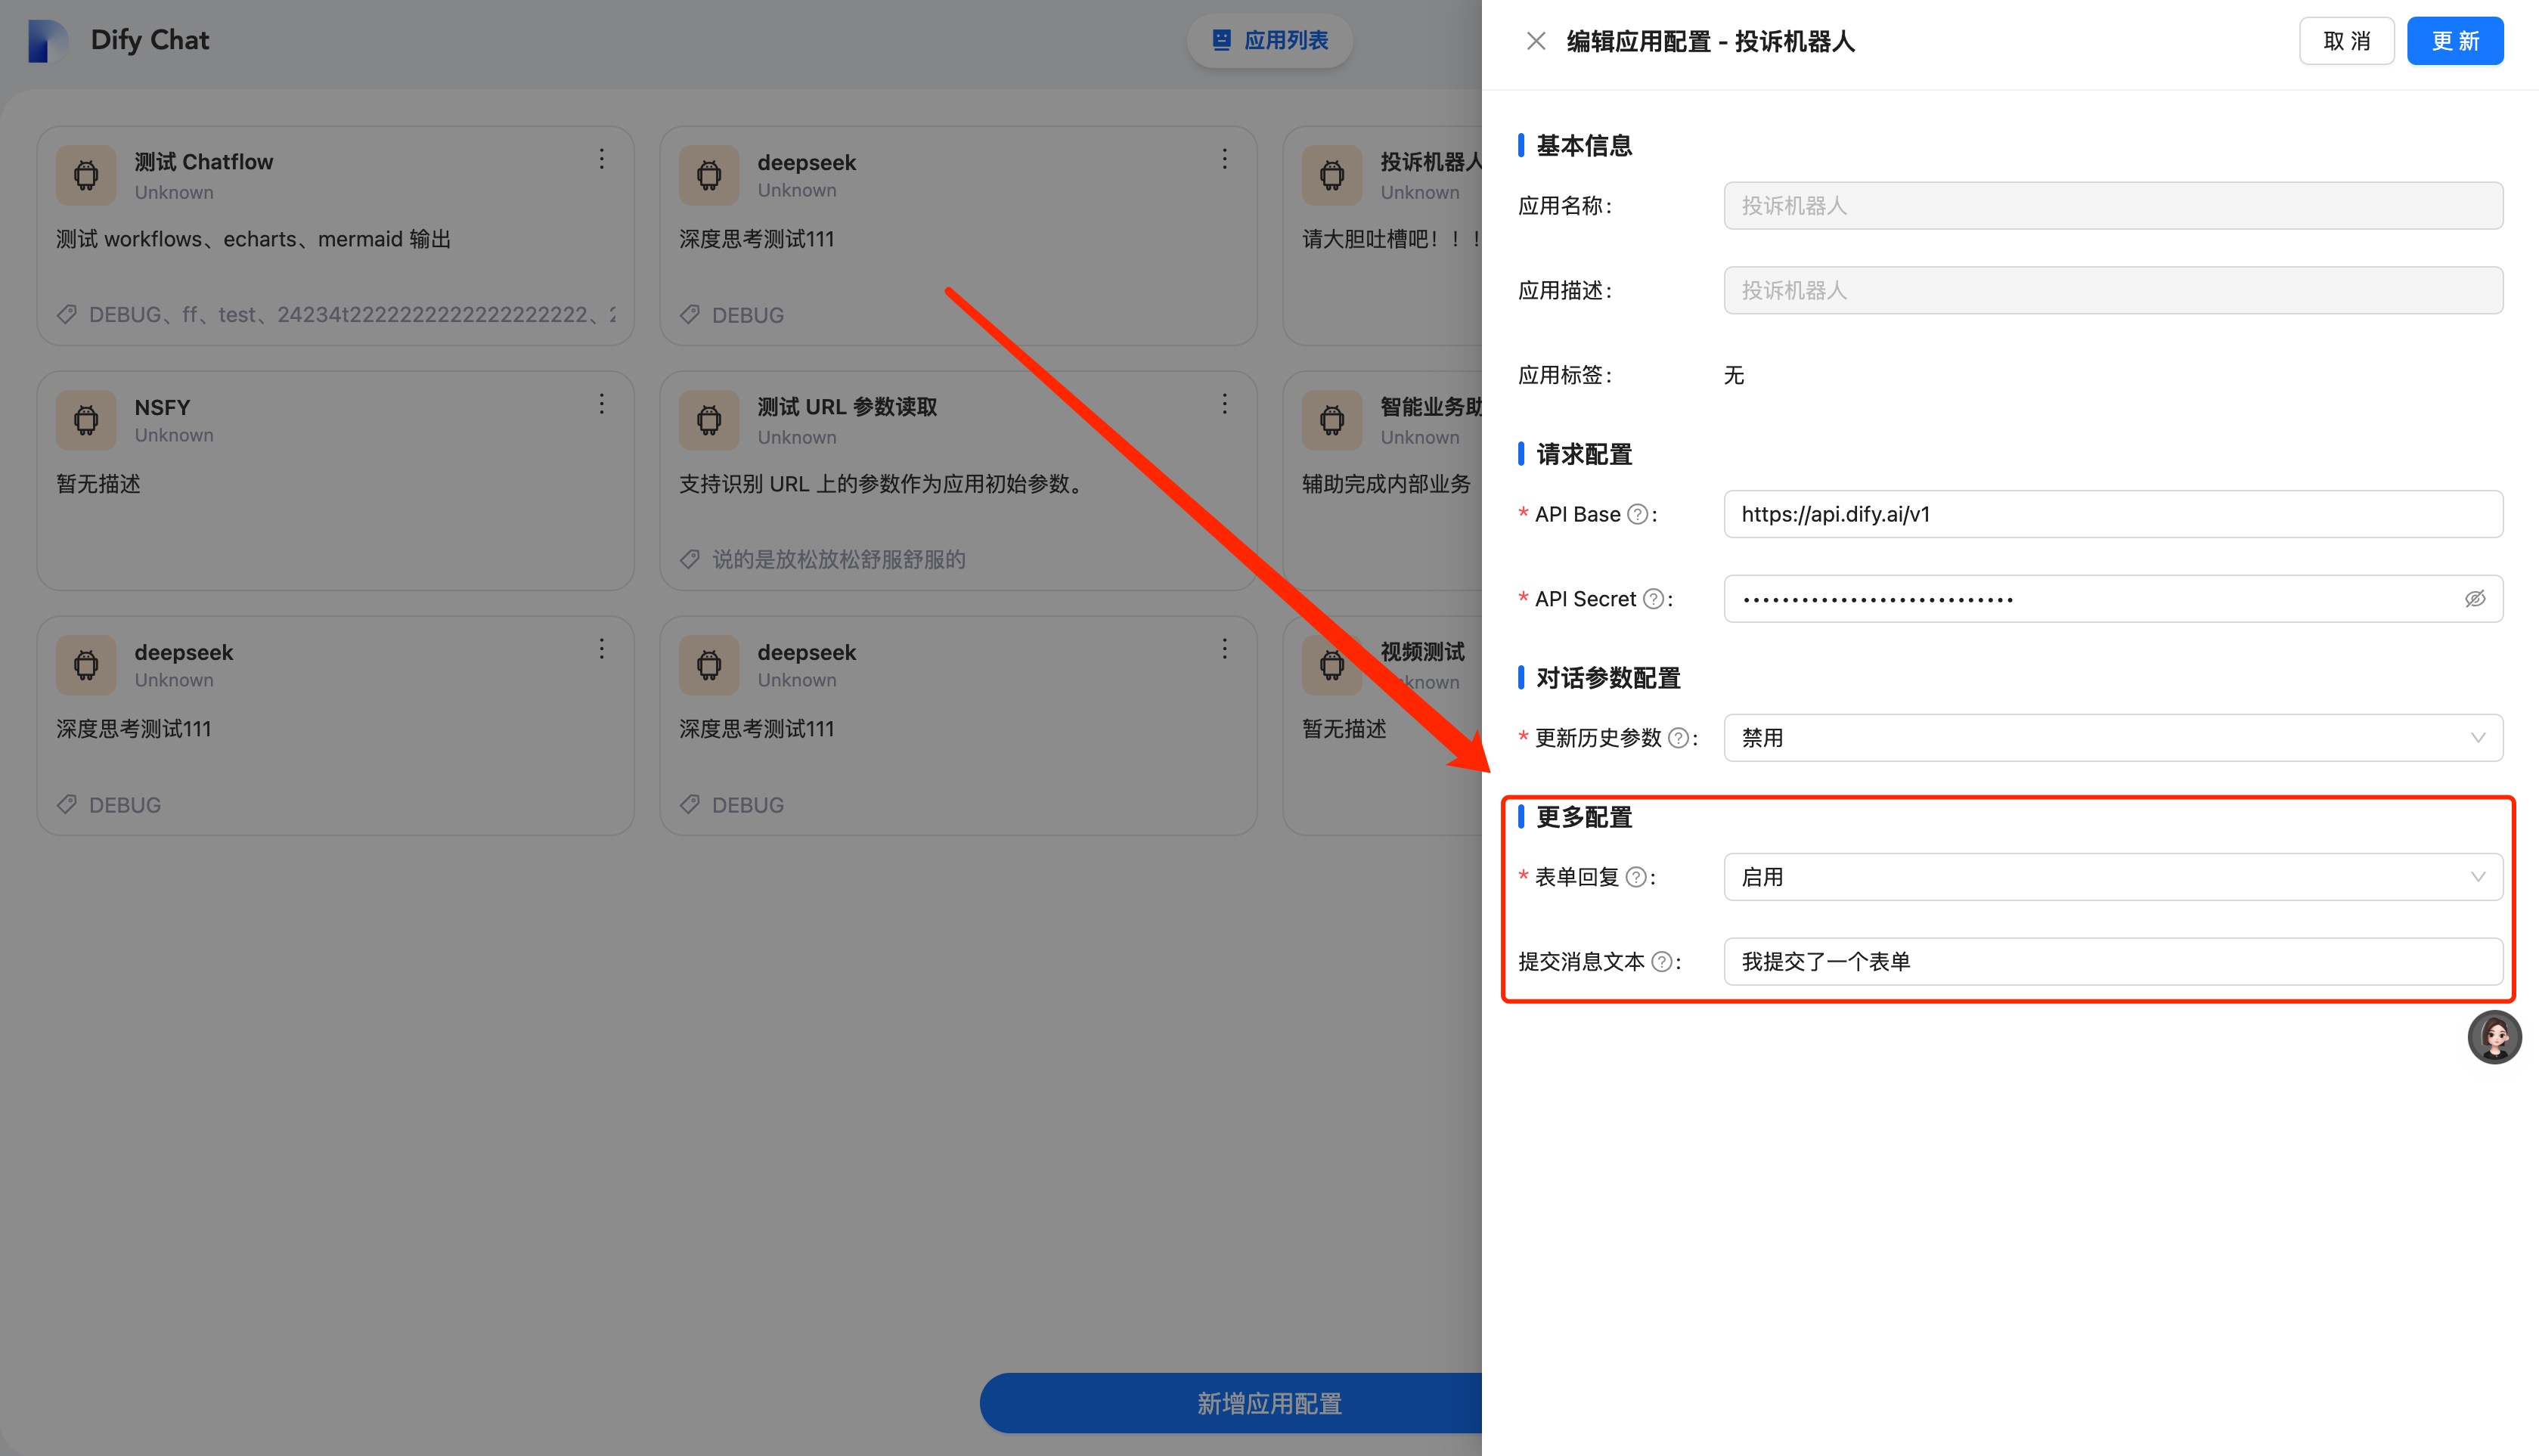 Dify Chat
应用列表
测试 Chatflow
Unknown
测试 workflows、echarts、mermaid 输出
DEBUG、ff、test、24234t2222222222222222222、2
deepseek
Unknown
深度思考测试111
DEBUG
投诉机器人
Unknown
请大胆吐槽吧！！！
NSFY
Unknown
暂无描述
测试 URL 参数读取
Unknown
支持识别 URL 上的参数作为应用初始参数。
说的是放松放松舒服舒服的
智能业务助
Unknown
辅助完成内部业务
deepseek
Unknown
深度思考测试111
DEBUG
deepseek
Unknown
深度思考测试111
DEBUG
视频测试
known
暂无描述
新增应用配置
编辑应用配置 - 投诉机器人
取 消
更 新
基本信息
应用名称: 投诉机器人
应用描述: 投诉机器人
应用标签: 无
请求配置
* API Base ?: https://api.dify.ai/v1
* API Secret ?: ••••••••••••••••••••••••••••
对话参数配置
* 更新历史参数 ?: 禁用
更多配置
* 表单回复 ?: 启用
提交消息文本 ?: 我提交了一个表单